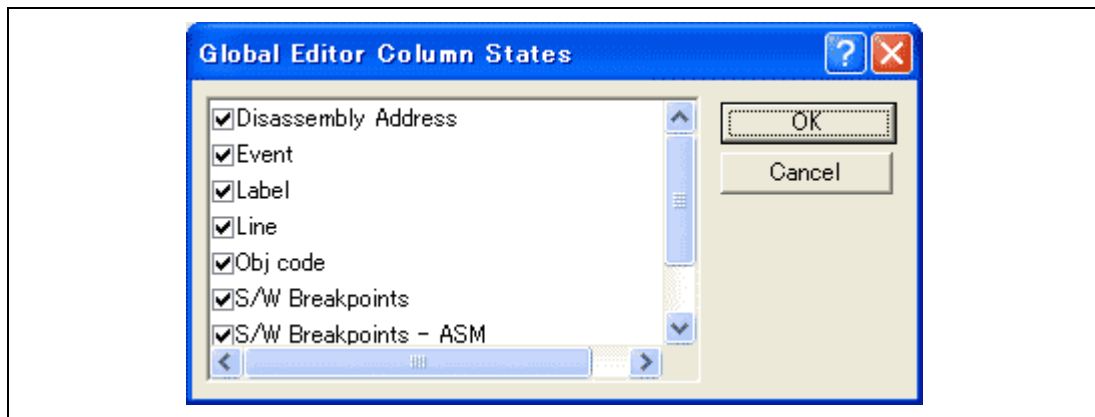 Global Editor Column States
Disassembly Address
Event
Label
Line
Obj code
S/W Breakpoints
S/W Breakpoints - ASM
OK
Cancel